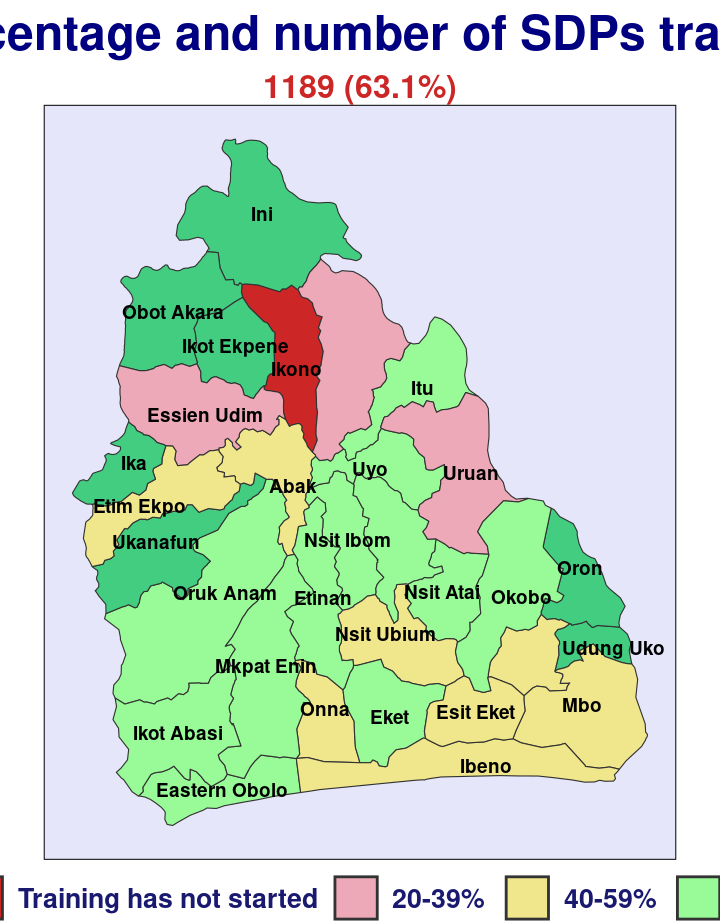 centage and number of SDPs tra
1189 (63.1%)
Ini
Obot Akara
Ikot Ekpene
Ikono
Itu
Essien Udim
Ika
Uyo
Uruan
Abak
Etim Ekpo
Ukanafun
Nsit Ibom
Oron
Oruk Anam
Etinan
Nsit Atai
Okobo
Nsit Ubium
Udung Uko
Mkpat Enin
Onna
Eket
Esit Eket
Mbo
Ikot Abasi
Ibeno
Eastern Obolo
Training has not started 20-39% 40-59%